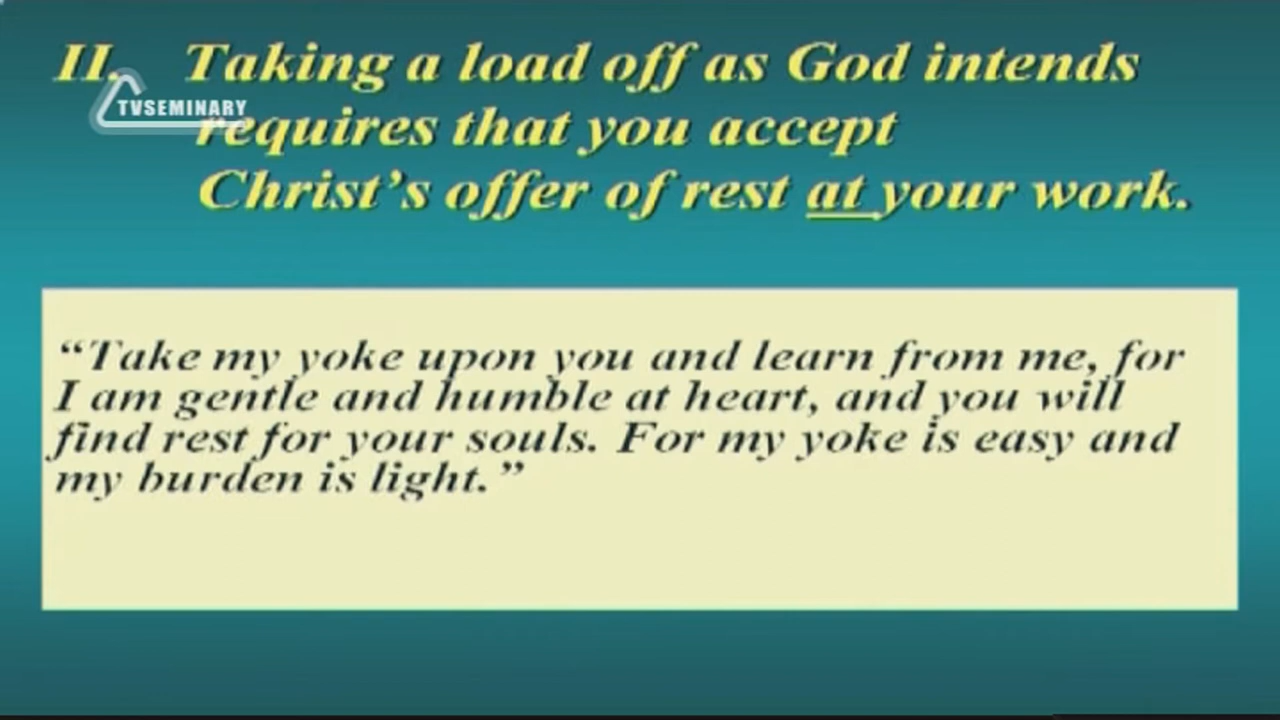 II. Taking a load off as God intends
TVSEMINARY
requires that you accept
Christ’s offer of rest at your work.
“Take my yoke upon you and learn from me, for
I am gentle and humble at heart, and you will
find rest for your souls. For my yoke is easy and
my burden is light.”